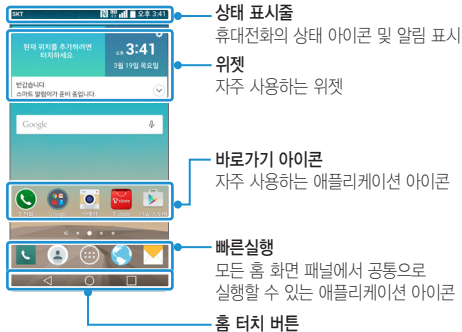 SKT 오후 3:41
상태 표시줄
휴대전화의 상태 아이콘 및 알림 표시
현재 위치를 추가하려면
터치하세요.
오후 3:41
3월 19일 목요일
반갑습니다.
스마트 알림이가 준비 중입니다.
위젯
자주 사용하는 위젯
Google
바로가기 아이콘
자주 사용하는 애플리케이션 아이콘
빠른실행
모든 홈 화면 패널에서 공통으로
실행할 수 있는 애플리케이션 아이콘
홈 터치 버튼